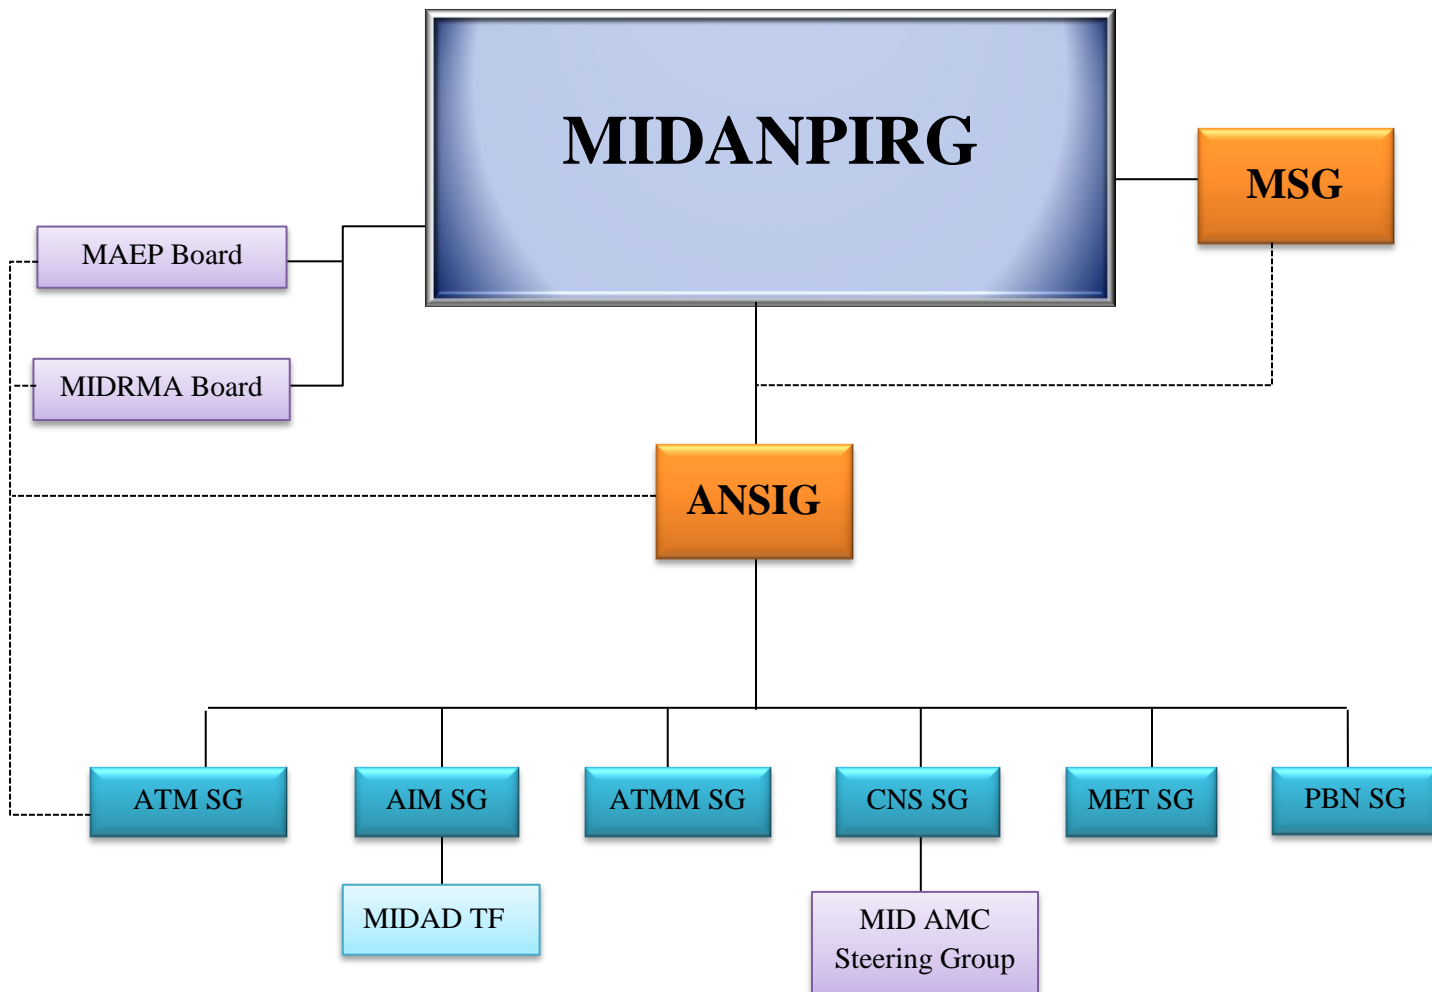 MIDANPIRG
MSG
MAEP Board
MIDRMA Board
ANSIG
ATM SG
AIM SG
ATMM SG
CNS SG
MET SG
PBN SG
MIDAD TF
MID AMC
Steering Group